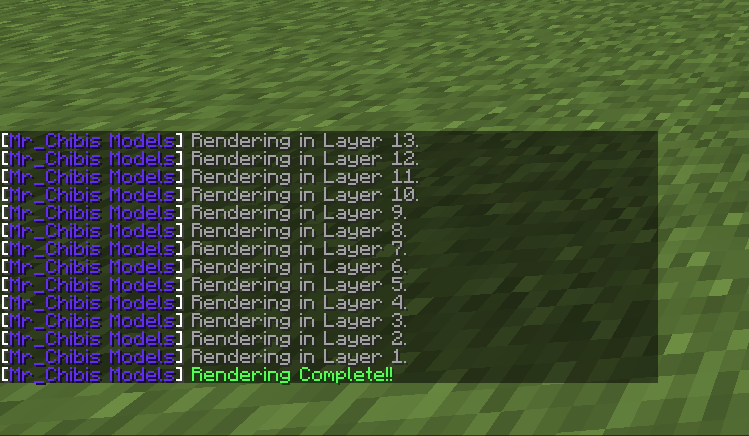 [Mr_Chibis Models] Rendering in Layer 13.
[Mr_Chibis Models] Rendering in Layer 12.
[Mr_Chibis Models] Rendering in Layer 11.
[Mr_Chibis Models] Rendering in Layer 10.
[Mr_Chibis Models] Rendering in Layer 9.
[Mr_Chibis Models] Rendering in Layer 8.
[Mr_Chibis Models] Rendering in Layer 7.
[Mr_Chibis Models] Rendering in Layer 6.
[Mr_Chibis Models] Rendering in Layer 5.
[Mr_Chibis Models] Rendering in Layer 4.
[Mr_Chibis Models] Rendering in Layer 3.
[Mr_Chibis Models] Rendering in Layer 2.
[Mr_Chibis Models] Rendering in Layer 1.
[Mr_Chibis Models] Rendering Complete!!